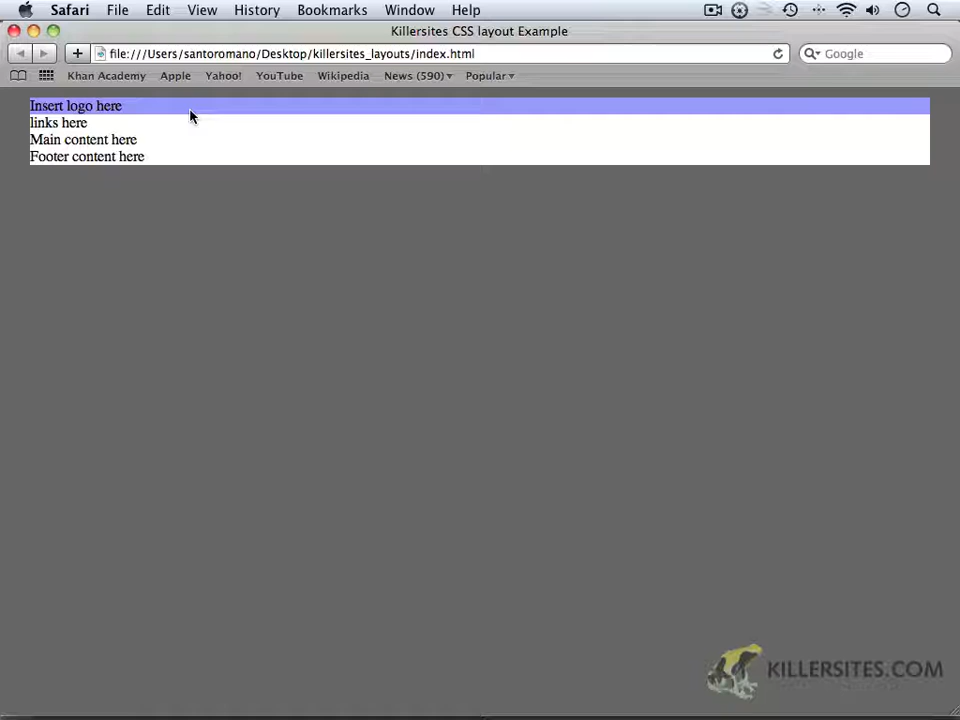 Safari File Edit View History Bookmarks Window Help
Killersites CSS layout Example
file:///Users/santoromano/Desktop/killersites_layouts/index.html
Google
Khan Academy Apple Yahoo! YouTube Wikipedia News (590)▾ Popular▾
Insert logo here
links here
Main content here
Footer content here
KILLERSITES.COM